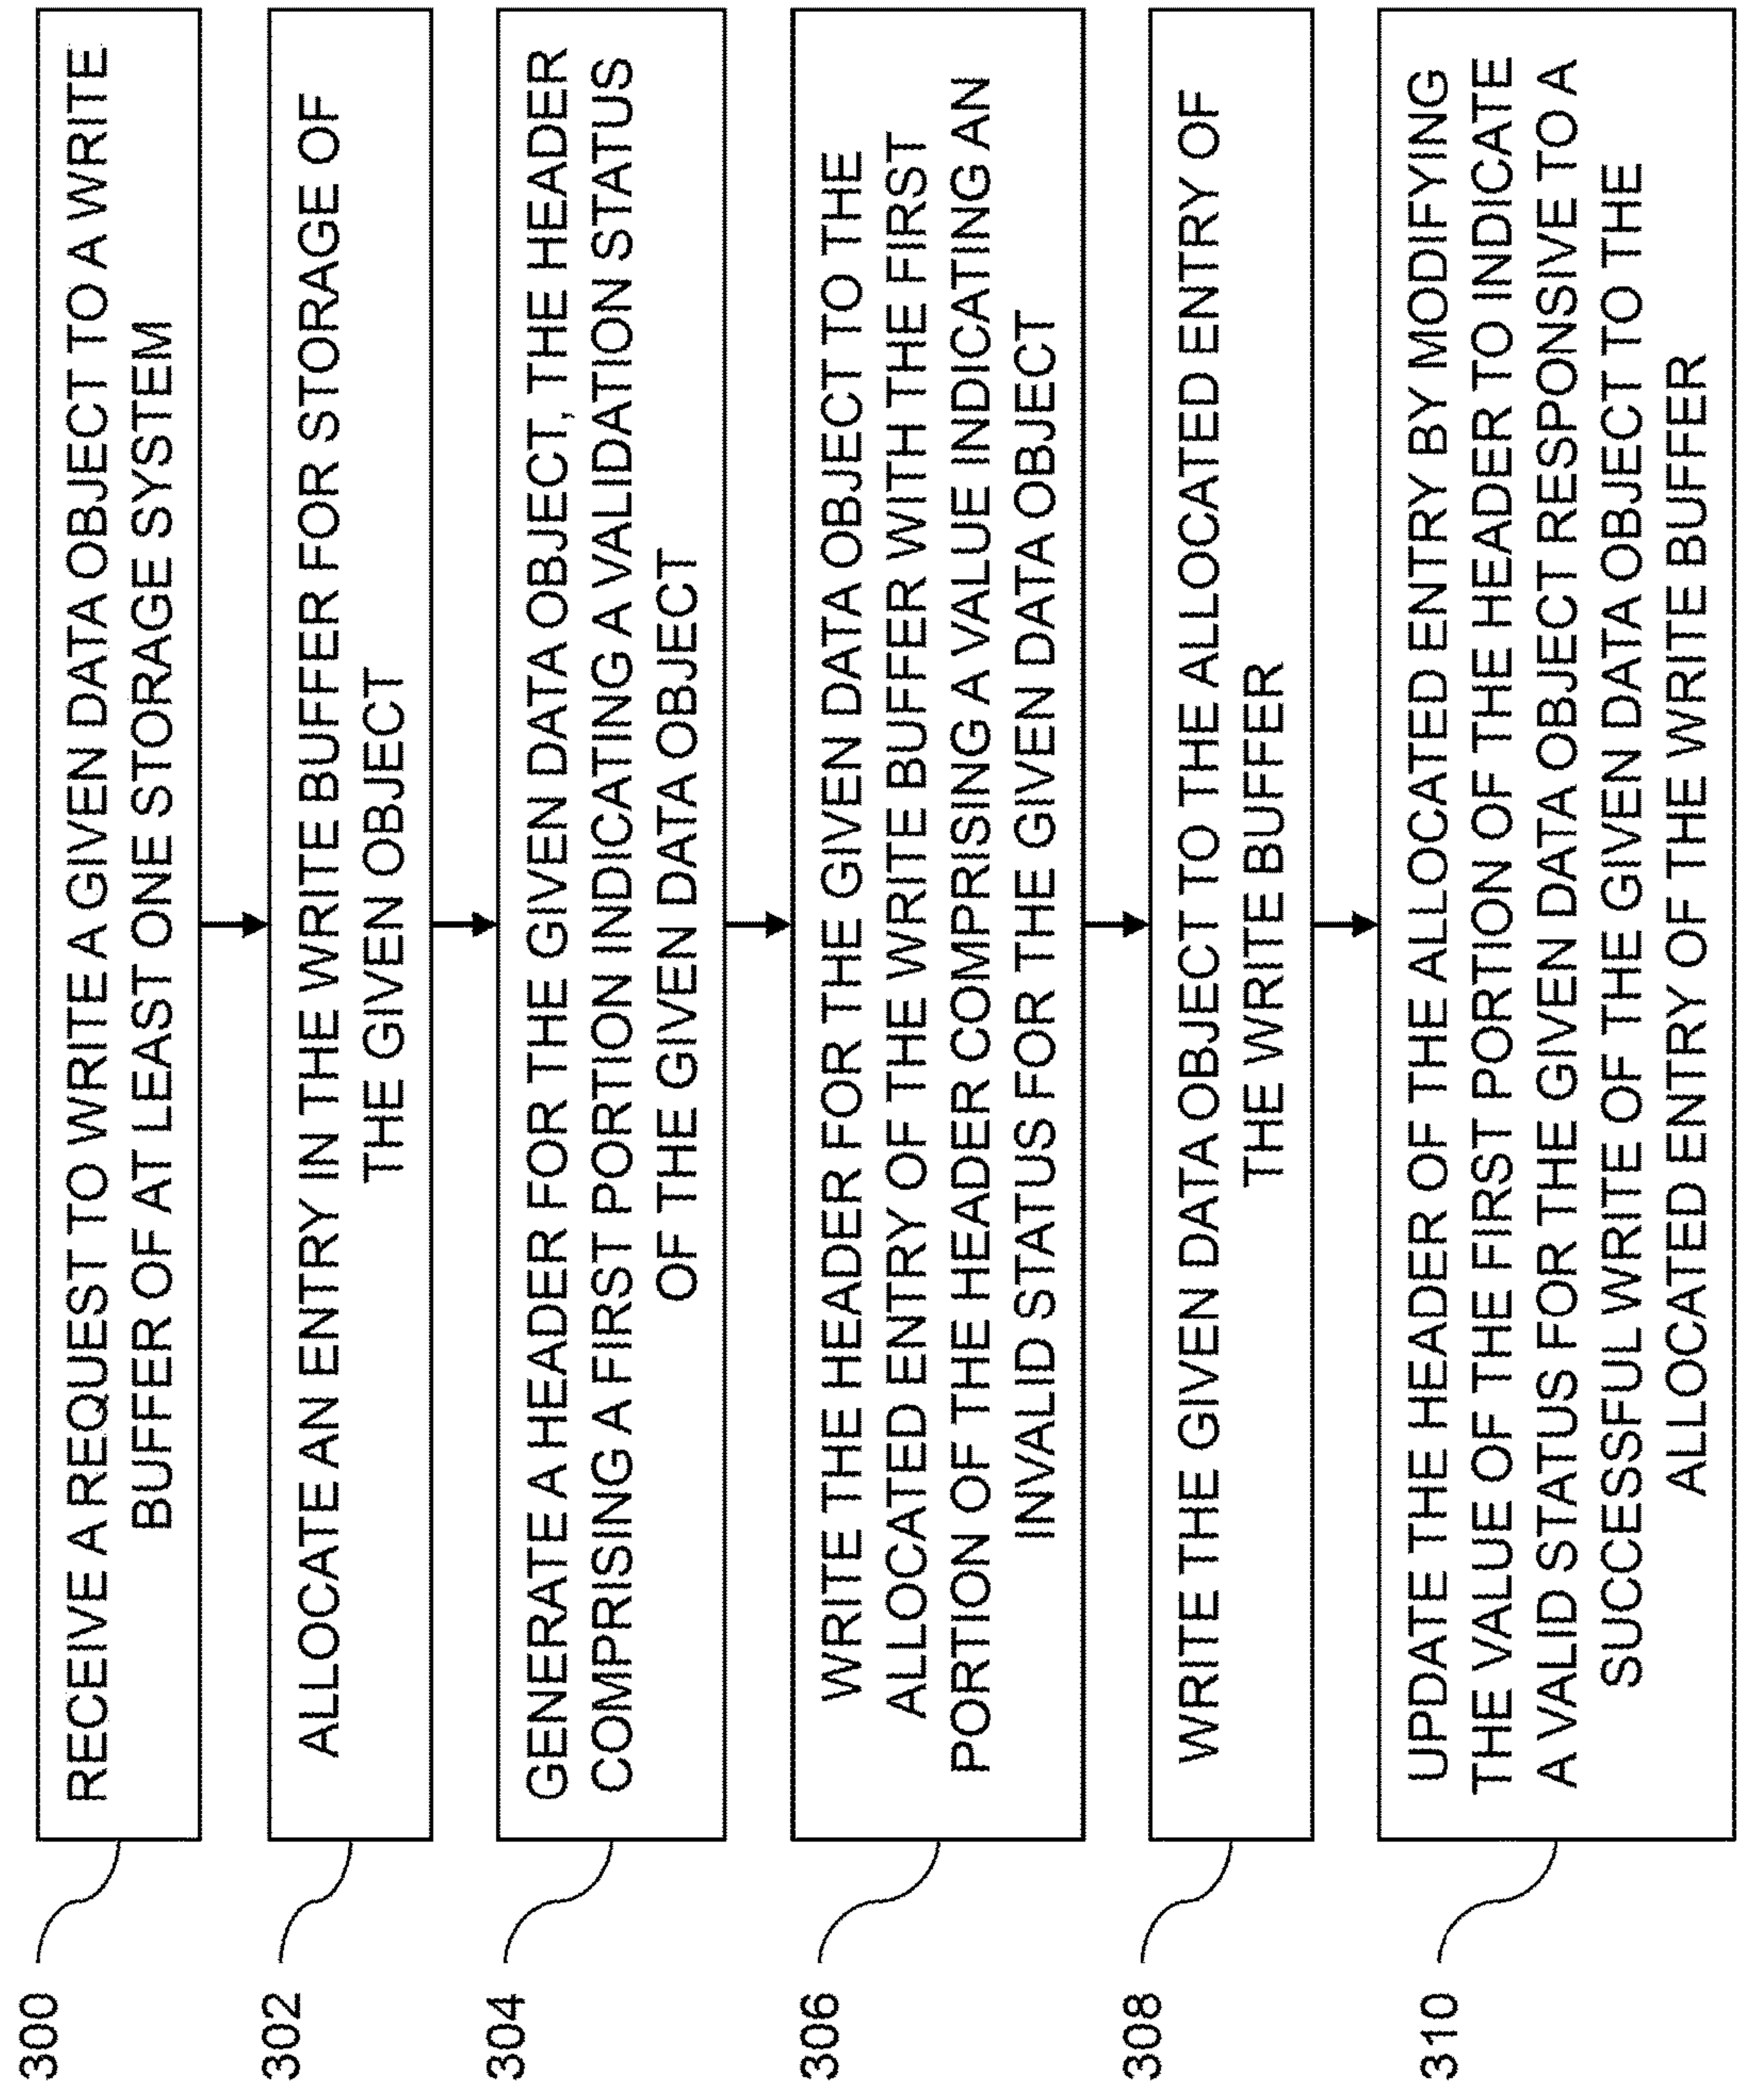 300
RECEIVE A REQUEST TO WRITE A GIVEN DATA OBJECT TO A WRITE
BUFFER OF AT LEAST ONE STORAGE SYSTEM
302
ALLOCATE AN ENTRY IN THE WRITE BUFFER FOR STORAGE OF
THE GIVEN OBJECT
304
GENERATE A HEADER FOR THE GIVEN DATA OBJECT, THE HEADER
COMPRISING A FIRST PORTION INDICATING A VALIDATION STATUS
OF THE GIVEN DATA OBJECT
306
WRITE THE HEADER FOR THE GIVEN DATA OBJECT TO THE
ALLOCATED ENTRY OF THE WRITE BUFFER WITH THE FIRST
PORTION OF THE HEADER COMPRISING A VALUE INDICATING AN
INVALID STATUS FOR THE GIVEN DATA OBJECT
308
WRITE THE GIVEN DATA OBJECT TO THE ALLOCATED ENTRY OF
THE WRITE BUFFER
310
UPDATE THE HEADER OF THE ALLOCATED ENTRY BY MODIFYING
THE VALUE OF THE FIRST PORTION OF THE HEADER TO INDICATE
A VALID STATUS FOR THE GIVEN DATA OBJECT RESPONSIVE TO A
SUCCESSFUL WRITE OF THE GIVEN DATA OBJECT TO THE
ALLOCATED ENTRY OF THE WRITE BUFFER